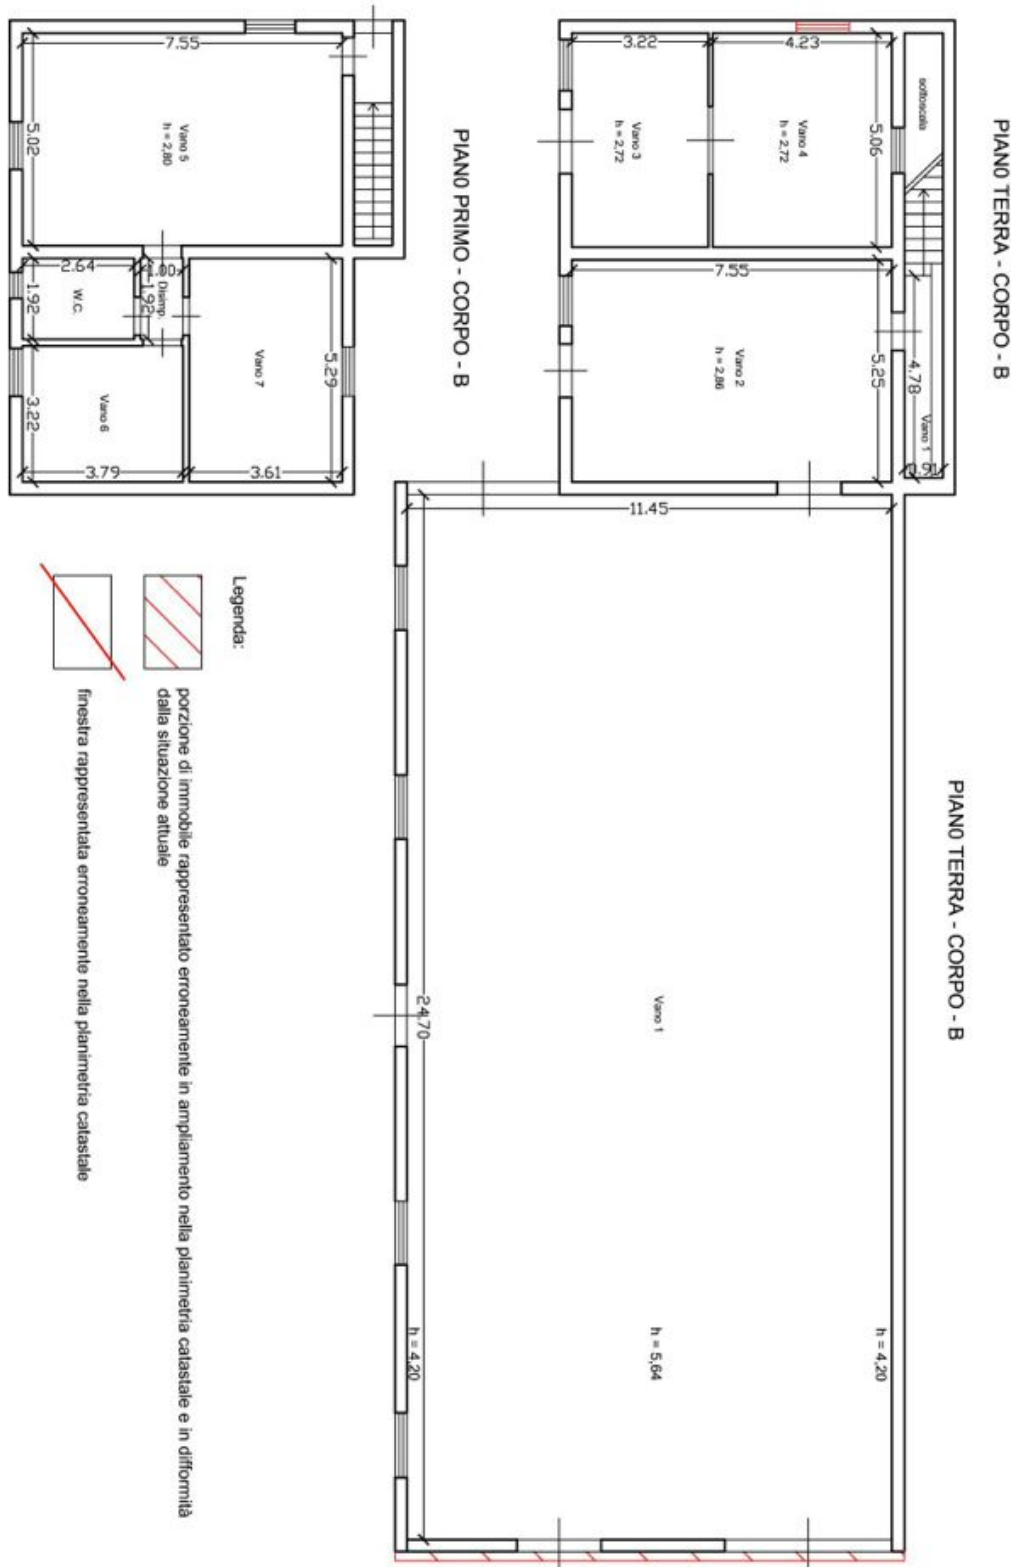 PIANO TERRA - CORPO - B
sottoscala
4.23
3.22
5.06
Vano 4
h = 2,72
Vano 3
h = 2,72
7.55
5.25
Vano 2
h = 2,86
4.78
Vano 1
0.91
PIANO TERRA - CORPO - B
11.45
24.70
Vano 1
h = 4,20
h = 5,64
h = 4,20
PIANO PRIMO - CORPO - B
7.55
5.02
Vano 5
h = 2,80
2.64
1.92
W.C.
1.00
1.92
Disimp.
5.29
Vano 7
3.61
Vano 6
3.22
3.79
Legenda:
porzione di immobile rappresentato erroneamente in ampliamento nella planimetria catastale e in difformità
dalla situazione attuale
finestra rappresentata erroneamente nella planimetria catastale